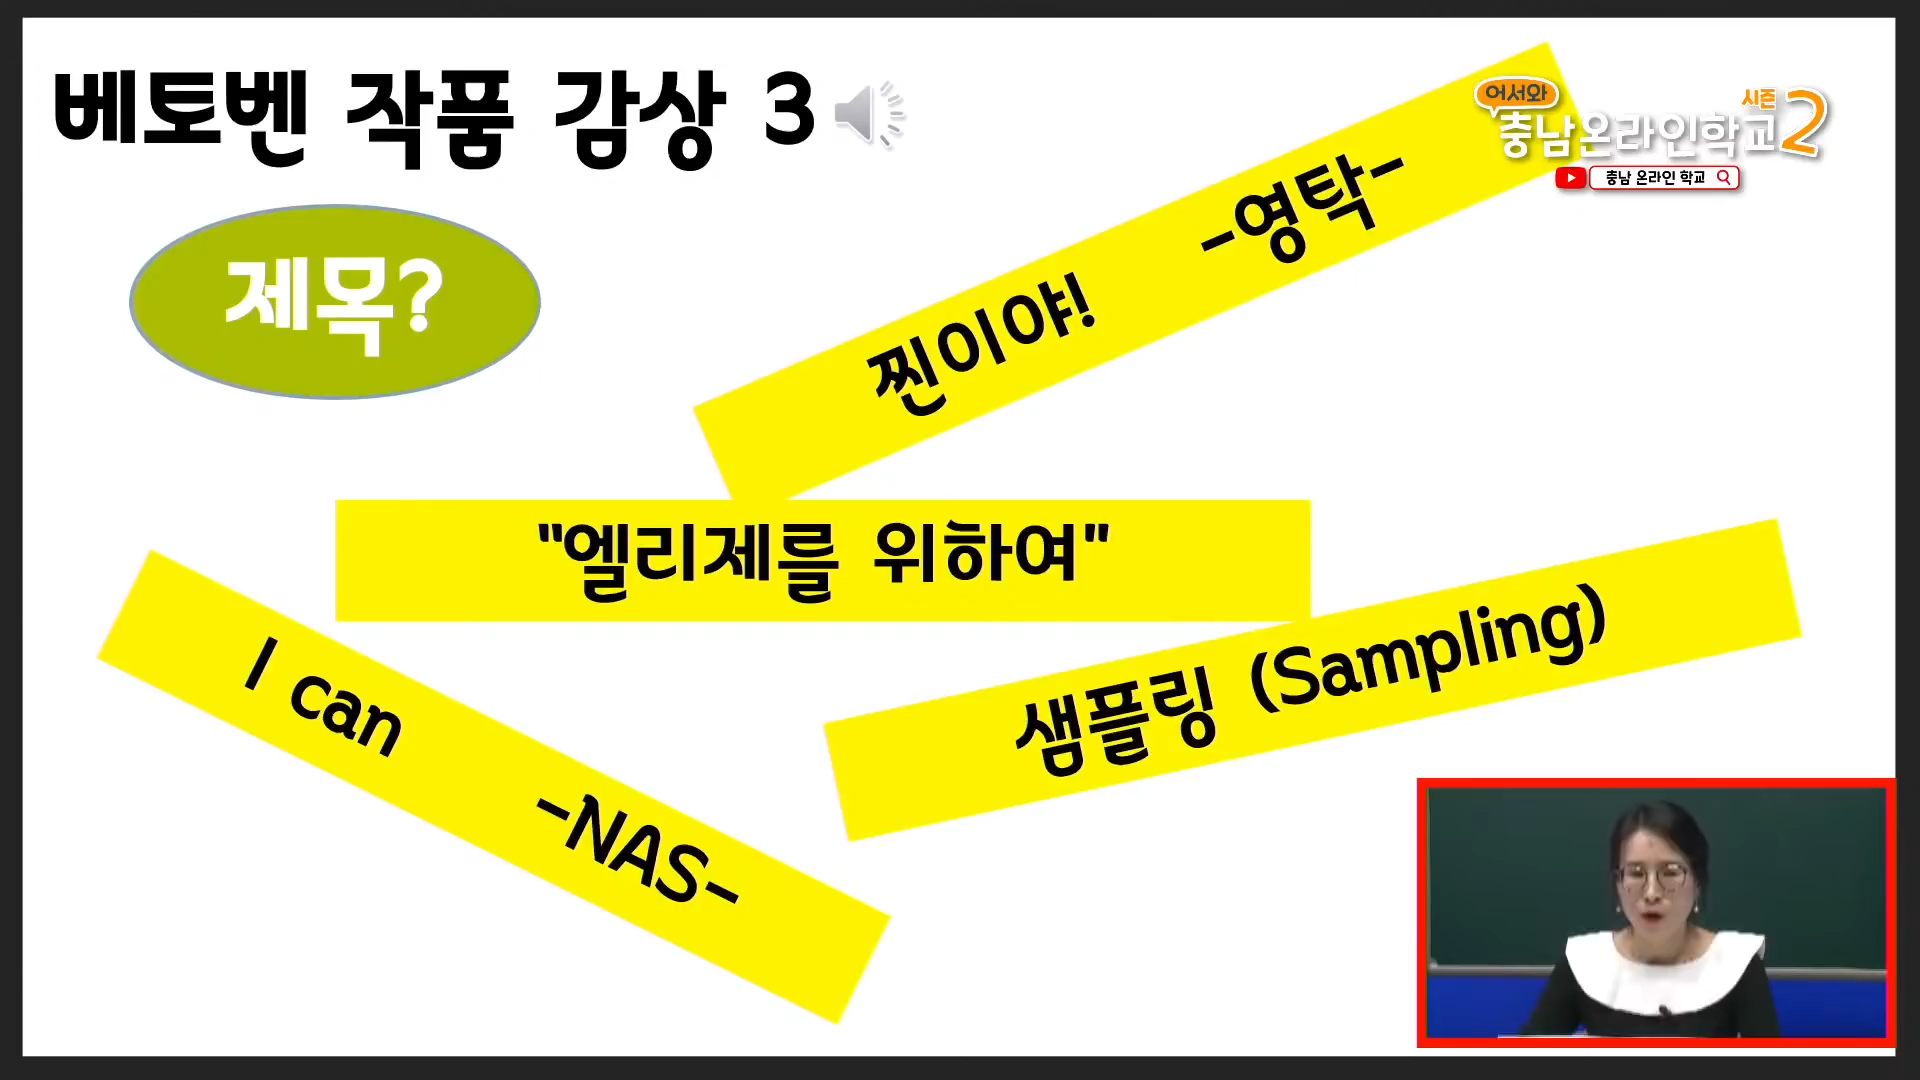 베토벤 작품 감상 3
어서와
시즌
충남온라인학교2
충남 온라인 학교
제목?
찐이야! -영탁-
"엘리제를 위하여"
샘플링 (Sampling)
I can -NAS-